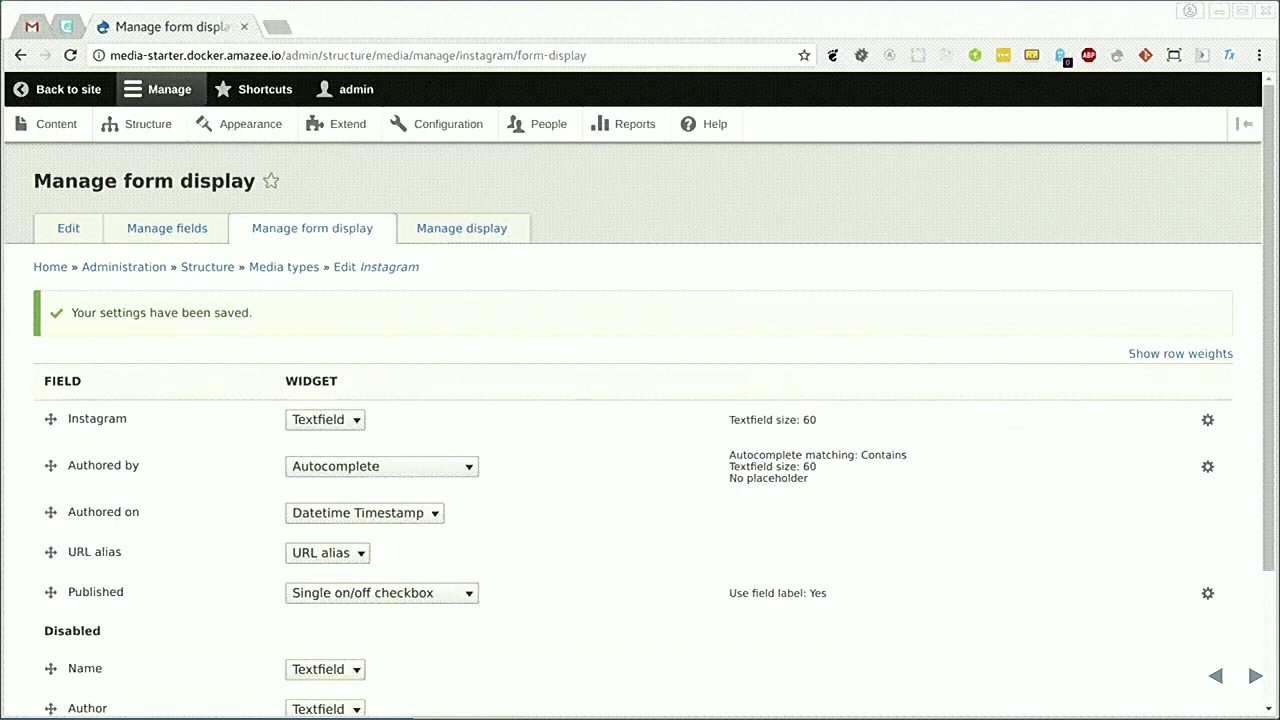 Manage form displa
media-starter.docker.amazee.io/admin/structure/media/manage/instagram/form-display
ABP
0
Tx
Back to site
Manage
Shortcuts
admin
Content
Structure
Appearance
Extend
Configuration
People
Reports
Help
Manage form display
Edit
Manage fields
Manage form display
Manage display
Home » Administration » Structure » Media types » Edit Instagram
Your settings have been saved.
Show row weights
FIELD WIDGET
Instagram Textfield Textfield size: 60
Authored by Autocomplete
Autocomplete matching: Contains
Textfield size: 60
No placeholder
Authored on Datetime Timestamp
URL alias URL alias
Published Single on/off checkbox Use field label: Yes
Disabled
Name Textfield
Author Textfield